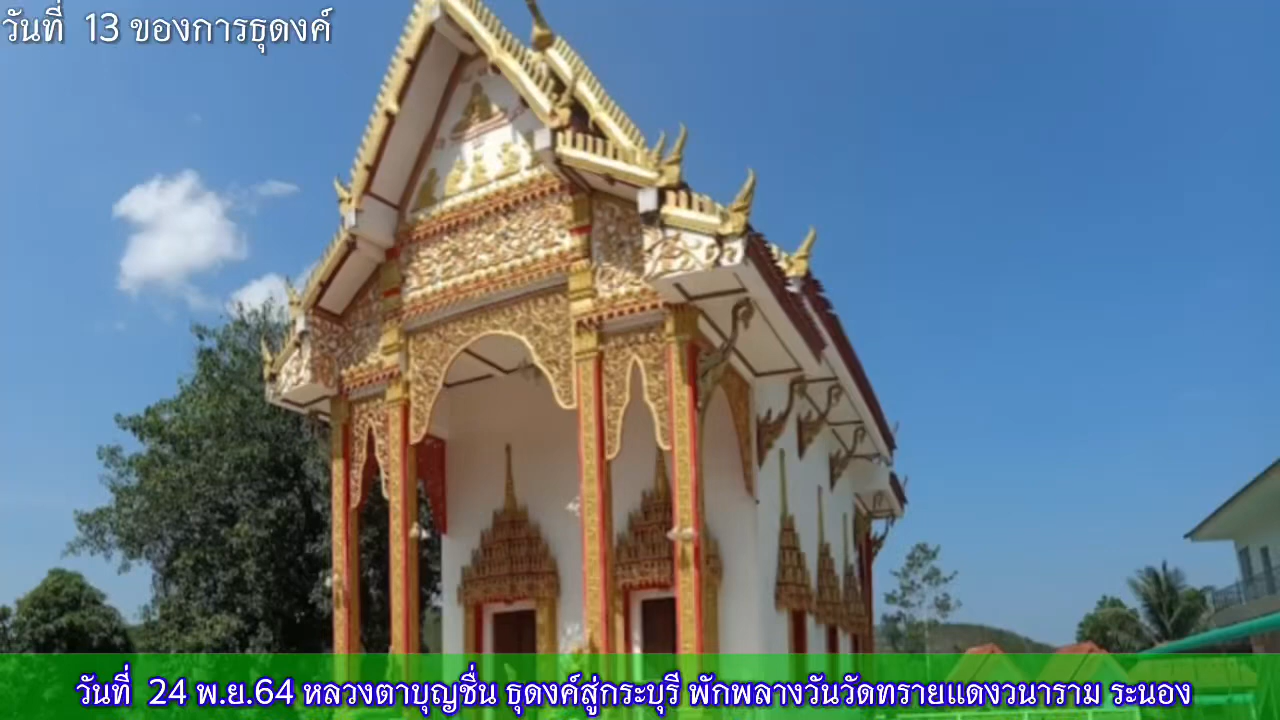 วันที่  13 ของการธุดงค์
วันที่  24 พ.ย.64 หลวงตาบุญชื่น ธุดงค์สู่กระบุรี พักพลางวันวัดทรายแดงวนาราม ระนอง